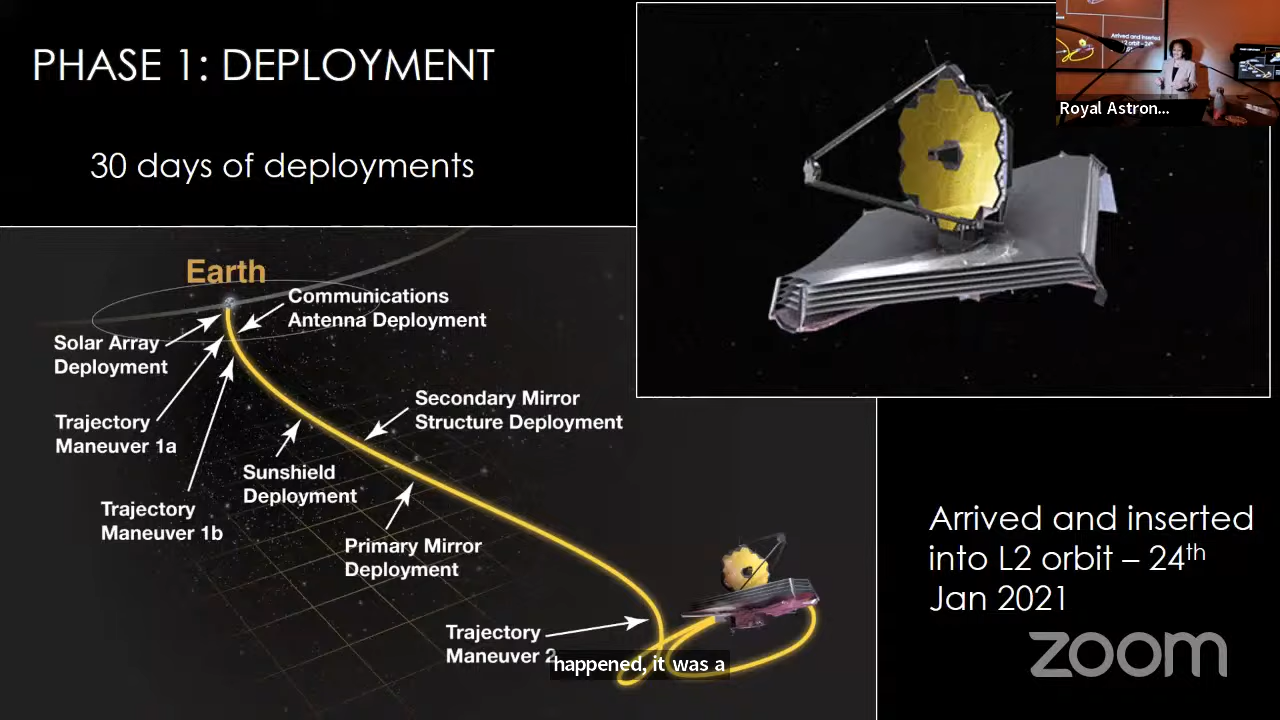 PHASE 1: DEPLOYMENT
30 days of deployments
Royal Astron...
Earth
Communications
Antenna Deployment
Solar Array
Deployment
Trajectory
Maneuver 1a
Secondary Mirror
Structure Deployment
Sunshield
Deployment
Trajectory
Maneuver 1b
Primary Mirror
Deployment
Trajectory
Maneuver 2
Arrived and inserted
into L2 orbit – 24th
Jan 2021
zoom
happened, it was a